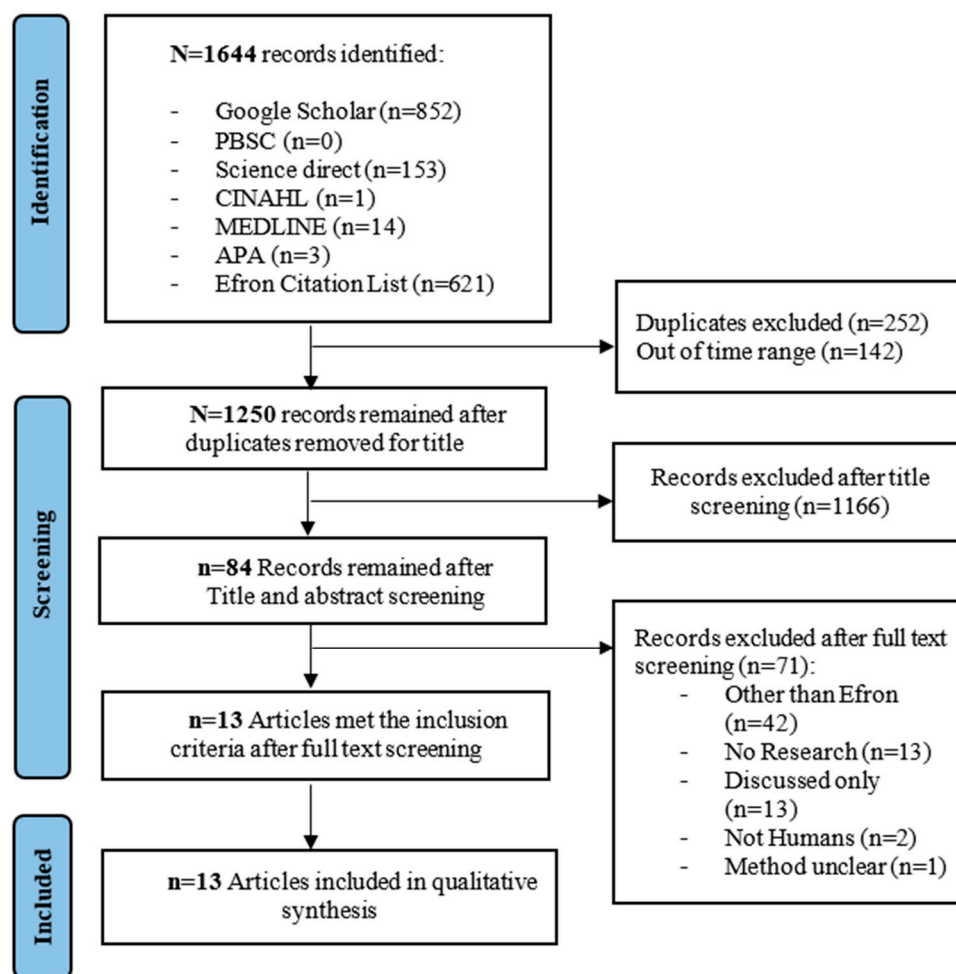 Identification
N=1644 records identified:
- Google Scholar (n=852)
- PBSC (n=0)
- Science direct (n=153)
- CINAHL (n=1)
- MEDLINE (n=14)
- APA (n=3)
- Efron Citation List (n=621)
Duplicates excluded (n=252)
Out of time range (n=142)
Screening
N=1250 records remained after
duplicates removed for title
Records excluded after title
screening (n=1166)
n=84 Records remained after
Title and abstract screening
Records excluded after full text
screening (n=71):
- Other than Efron
(n=42)
- No Research (n=13)
- Discussed only
(n=13)
- Not Humans (n=2)
- Method unclear (n=1)
n=13 Articles met the inclusion
criteria after full text screening
Included
n=13 Articles included in qualitative
synthesis